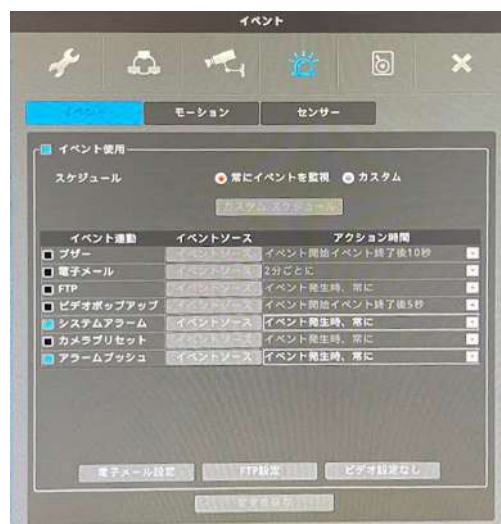 イベント
イベント モーション センサー
イベント使用
スケジュール 常にイベントを監視 カスタム
カスタム スケジュール
イベント連動 イベントソース アクション時間
ブザー イベントソース イベント開始イベント終了後10秒
電子メール イベントソース 2分ごとに
FTP イベントソース イベント発生時、常に
ビデオポップアップ イベントソース イベント開始イベント終了後5秒
システムアラーム イベントソース イベント発生時、常に
カメラプリセット イベントソース イベント発生時、常に
アラームプッシュ イベントソース イベント発生時、常に
電子メール設定 FTP設定 ビデオ設定なし